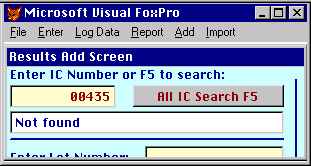 Microsoft Visual FoxPro
File Enter Log Data Report Add Import
Results Add Screen
Enter IC Number or F5 to search:
00435 All IC Search F5
Not found
Enter Lot Number: